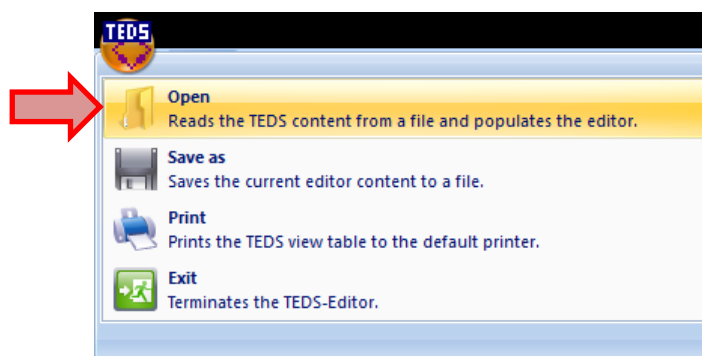 TEDS
Open
Reads the TEDS content from a file and populates the editor.
Save as
Saves the current editor content to a file.
Print
Prints the TEDS view table to the default printer.
Exit
Terminates the TEDS-Editor.